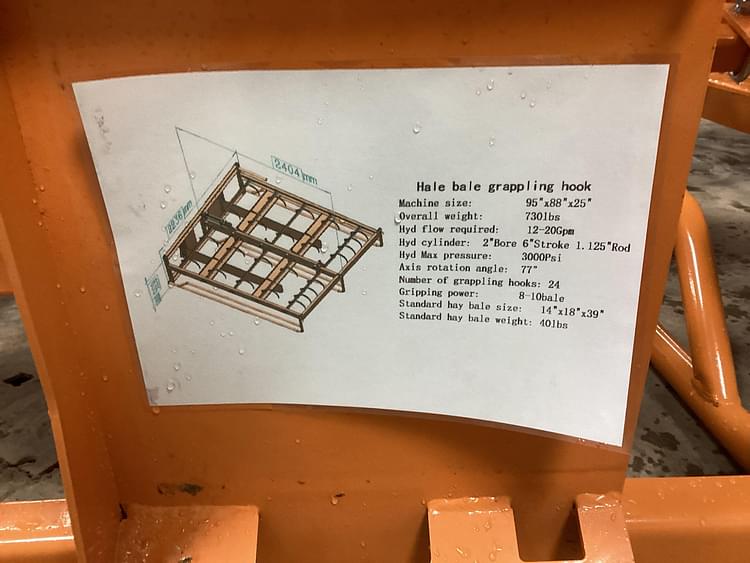 2404mm
2236mm
Hale bale grappling hook
Machine size: 95"x88"x25"
Overall weight: 730lbs
Hyd flow required: 12-20Gpm
Hyd cylinder: 2"Bore 6"Stroke 1.125"Rod
Hyd Max pressure: 3000Psi
Axis rotation angle: 77"
Number of grappling hooks: 24
Gripping power: 8-10bale
Standard hay bale size: 14"x18"x39"
Standard hay bale weight: 40lbs